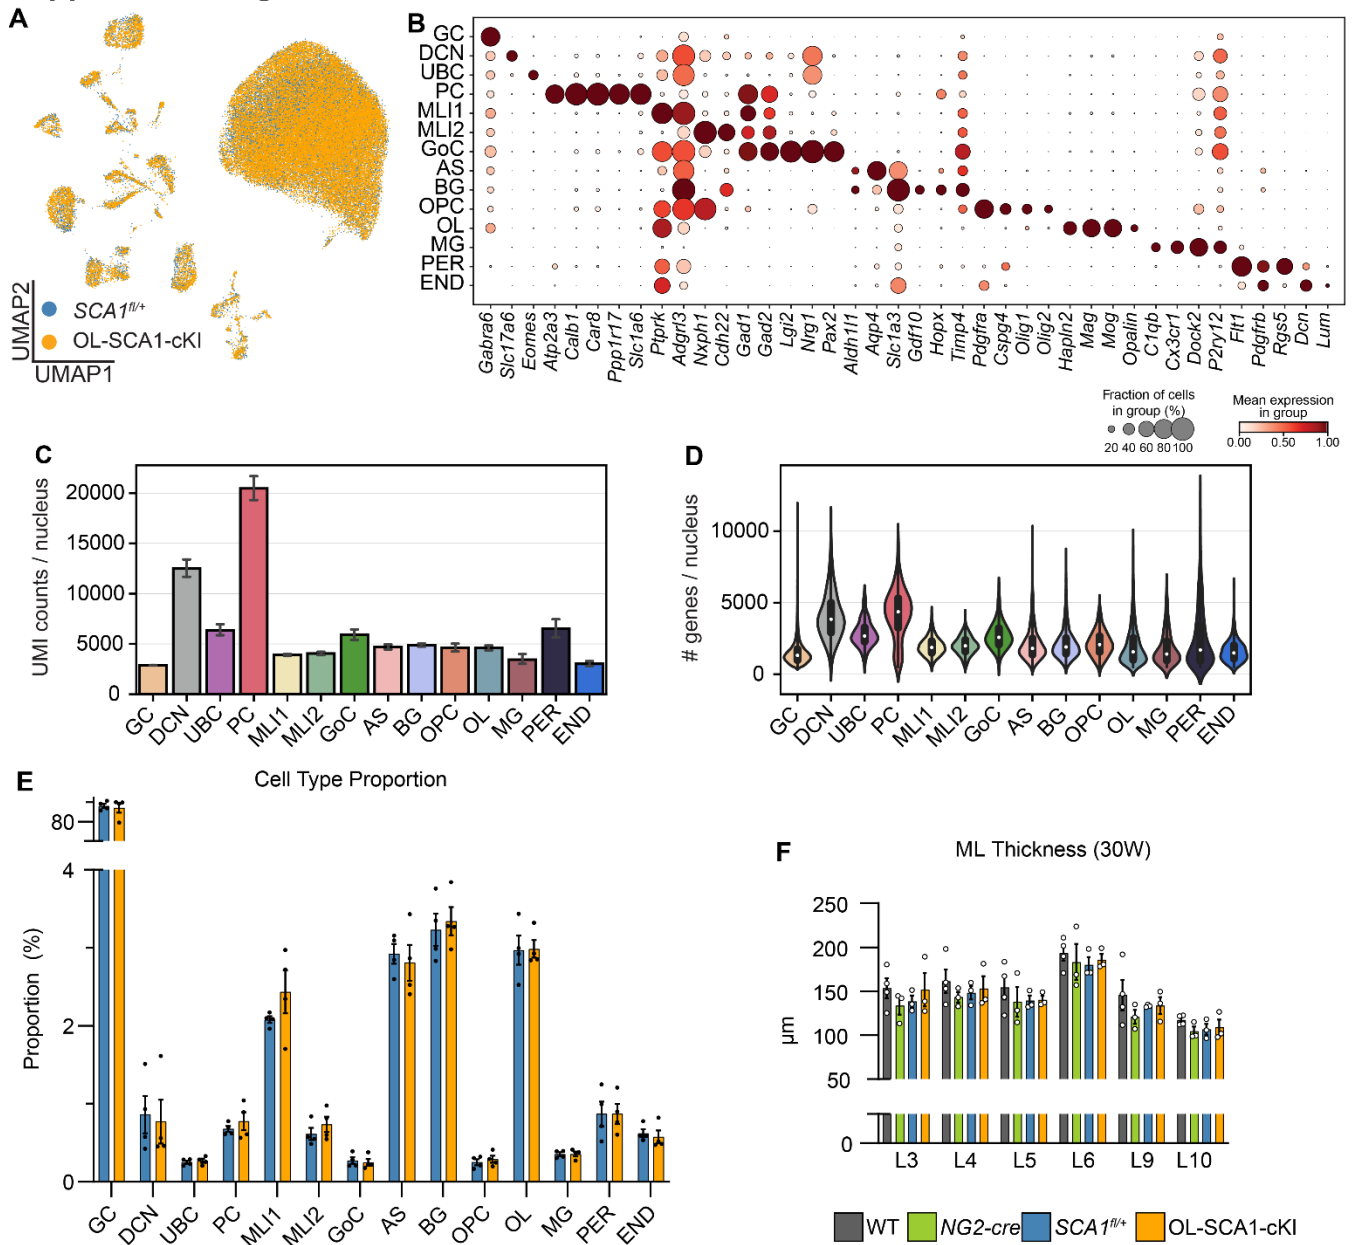 A
UMAP2
UMAP1
SCA1fl/+
OL-SCA1-cKI
B
GC
DCN
UBC
PC
MLI1
MLI2
GoC
AS
BG
OPC
OL
MG
PER
END
Gabra6
Slc17a6
Eomes
Atp2a3
Calb1
Car8
Ppp1r17
Slc1a6
Ptprk
Adgrl3
Nxph1
Cdh22
Gad1
Gad2
Lgi2
Nrg1
Pax2
Aldh1l1
Aqp4
Slc1a3
Gdf10
Hopx
Timp4
Pdgfra
Cspg4
Olig1
Olig2
Hapln2
Mag
Mog
Opalin
C1qb
Cx3cr1
Dock2
P2ry12
Flt1
Pdgfrb
Rgs5
Dcn
Lum
Fraction of cells
in group (%)
20 40 60 80 100
Mean expression
in group
0.00 0.50 1.00
C
UMI counts / nucleus
20000
15000
10000
5000
0
GC DCN UBC PC MLI1 MLI2 GoC AS BG OPC OL MG PER END
D
# genes / nucleus
10000
5000
0
GC DCN UBC PC MLI1 MLI2 GoC AS BG OPC OL MG PER END
E
Cell Type Proportion
Proportion (%)
80
4
2
0
GC DCN UBC PC MLI1 MLI2 GoC AS BG OPC OL MG PER END
F
ML Thickness (30W)
µm
250
200
150
100
50
0
L3 L4 L5 L6 L9 L10
WT NG2-cre SCA1fl/+ OL-SCA1-cKI